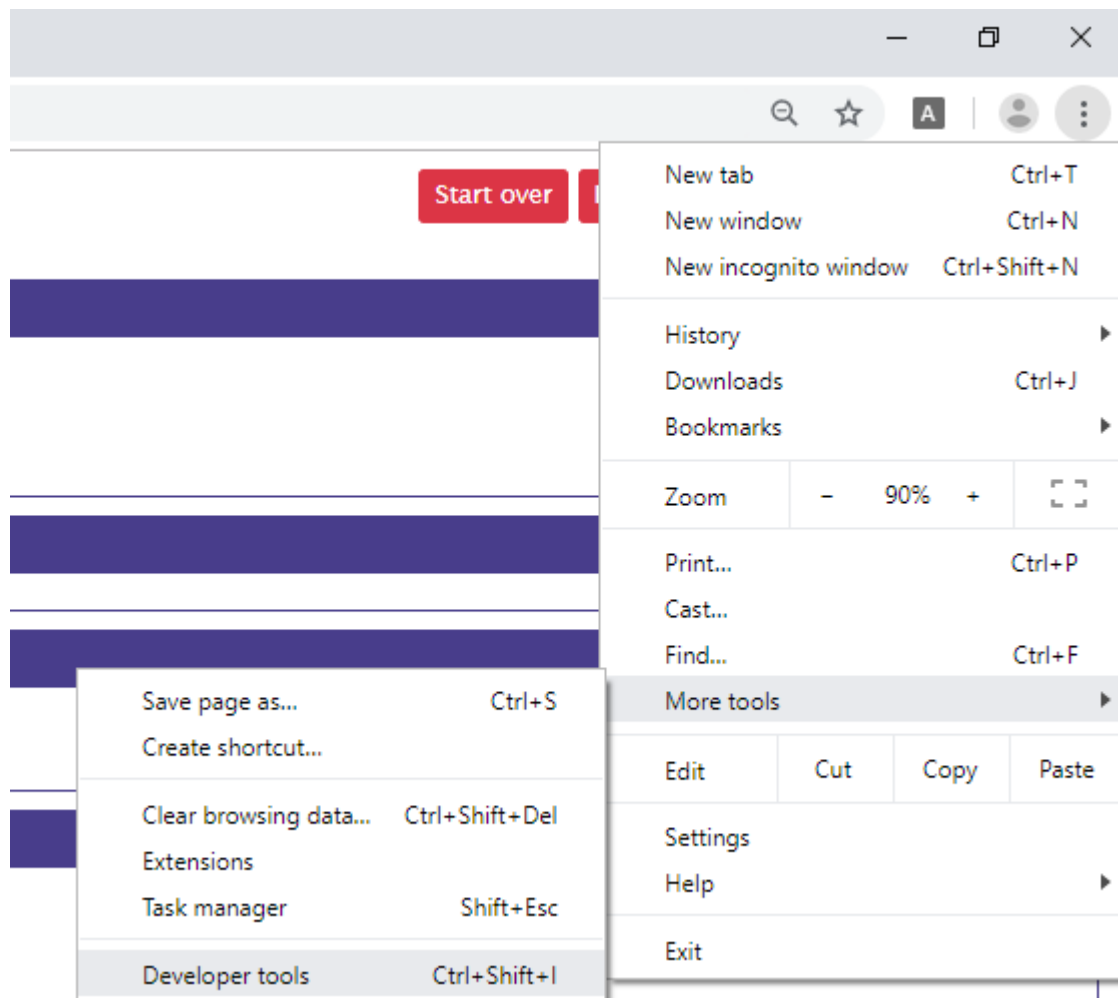 A
Start over
New tab Ctrl+T
New window Ctrl+N
New incognito window Ctrl+Shift+N
History
Downloads Ctrl+J
Bookmarks
Zoom - 90% +
Print... Ctrl+P
Cast...
Find... Ctrl+F
More tools
Edit Cut Copy Paste
Settings
Help
Exit
Save page as... Ctrl+S
Create shortcut...
Clear browsing data... Ctrl+Shift+Del
Extensions
Task manager Shift+Esc
Developer tools Ctrl+Shift+I